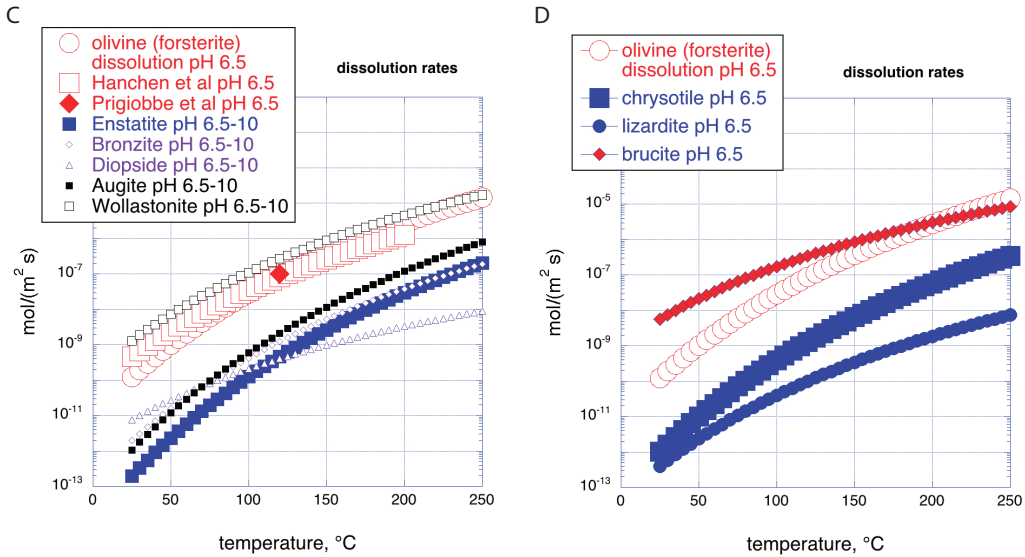 C
olivine (forsterite)
dissolution pH 6.5
Hanchen et al pH 6.5
Prigiobbe et al pH 6.5
Enstatite pH 6.5-10
Bronzite pH 6.5-10
Diopside pH 6.5-10
Augite pH 6.5-10
Wollastonite pH 6.5-10
dissolution rates
mol/(m² s)
10⁻⁷
10⁻⁹
10⁻¹¹
10⁻¹³
0 50 100 150 200 250
temperature, °C
D
olivine (forsterite)
dissolution pH 6.5
chrysotile pH 6.5
lizardite pH 6.5
brucite pH 6.5
dissolution rates
mol/(m² s)
10⁻⁵
10⁻⁷
10⁻⁹
10⁻¹¹
10⁻¹³
0 50 100 150 200 250
temperature, °C